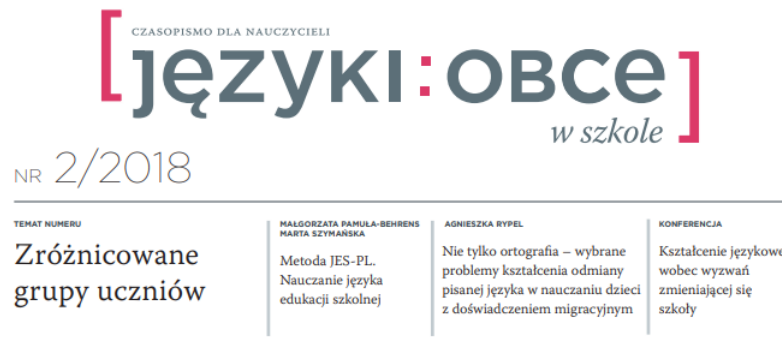 CZASOPISMO DLA NAUCZYCIELI
[języki:obce
w szkole]
NR 2/2018
TEMAT NUMERU
Zróżnicowane
grupy uczniów
MAŁGORZATA PAMUŁA-BEHRENS
MARTA SZYMAŃSKA
Metoda JES-PL.
Nauczanie języka
edukacji szkolnej
AGNIESZKA RYPEL
Nie tylko ortografia – wybrane
problemy kształcenia odmiany
pisanej języka w nauczaniu dzieci
z doświadczeniem migracyjnym
KONFERENCJA
Kształcenie językowe
wobec wyzwań
zmieniającej się
szkoły